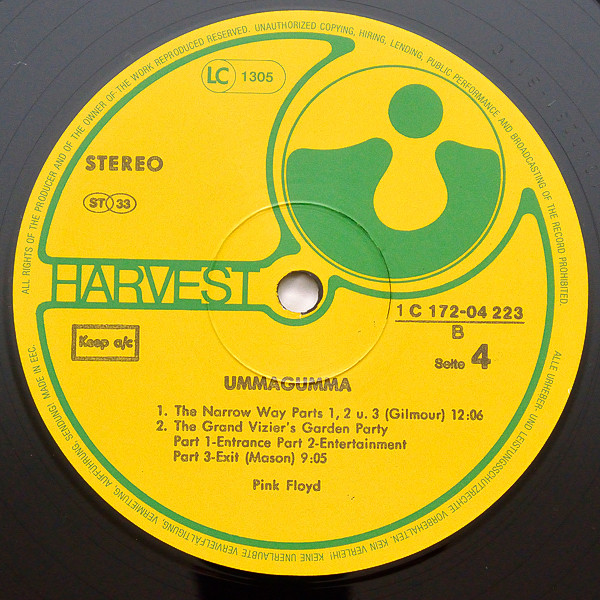 ALL RIGHTS OF THE PRODUCER AND OF THE OWNER OF THE WORK REPRODUCED RESERVED. UNAUTHORIZED COPYING, HIRING, LENDING, PUBLIC PERFORMANCE AND BROADCASTING OF THE RECORD PROHIBITED.
LC 1305
STEREO
ST 33
HARVEST
1 C 172-04 223
B
Seite 4
Keep a/c
UMMAGUMMA
1. The Narrow Way Parts 1, 2 u. 3 (Gilmour) 12:06
2. The Grand Vizier's Garden Party
Part 1-Entrance Part 2-Entertainment
Part 3-Exit (Mason) 9:05
Pink Floyd
ALLE URHEBER- UND LEISTUNGSSCHUTZRECHTE VORBEHALTEN. KEIN VERLEIH! KEINE UNERLAUBTE VERVIELFÄLTIGUNG, VERMIETUNG, AUFFÜHRUNG, SENDUNG! MADE IN EEC.